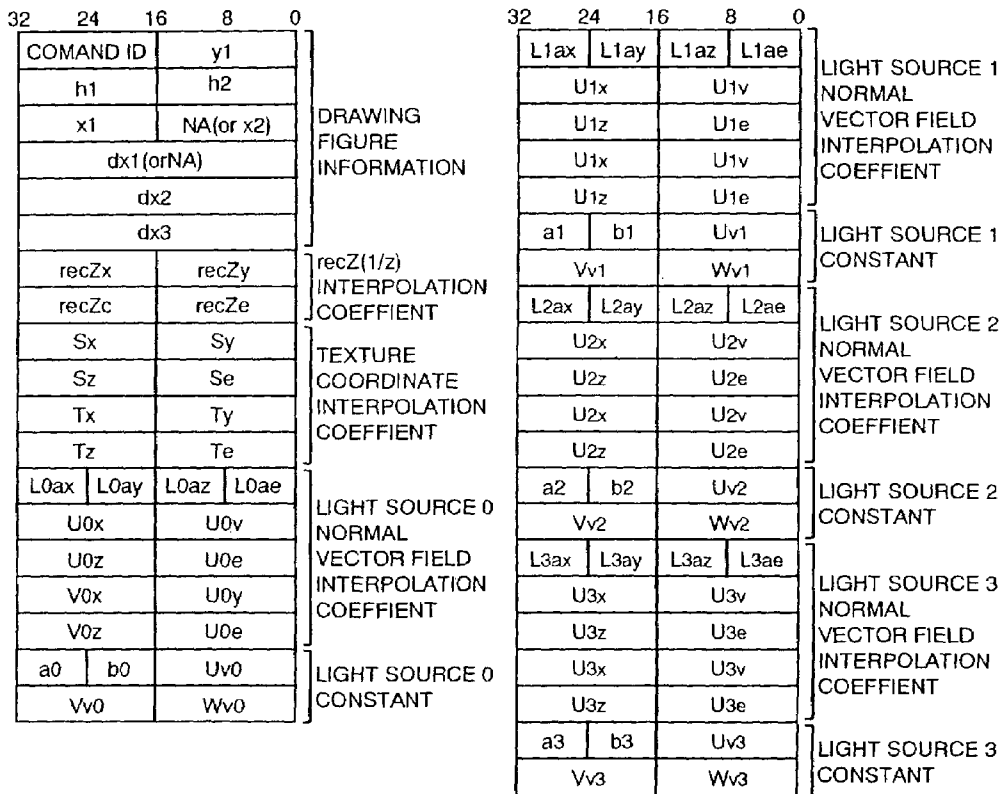 32 24 16 8 0
COMAND ID y1
h1 h2
x1 NA(or x2)
dx1(orNA)
dx2
dx3
DRAWING
FIGURE
INFORMATION
recZx recZy
recZc recZe
recZ(1/z)
INTERPOLATION
COEFFIENT
Sx Sy
Sz Se
Tx Ty
Tz Te
TEXTURE
COORDINATE
INTERPOLATION
COEFFIENT
L0ax L0ay L0az L0ae
U0x U0v
U0z U0e
V0x U0y
V0z U0e
LIGHT SOURCE 0
NORMAL
VECTOR FIELD
INTERPOLATION
COEFFIENT
a0 b0 Uv0
Vv0 Wv0
LIGHT SOURCE 0
CONSTANT
32 24 16 8 0
L1ax L1ay L1az L1ae
U1x U1v
U1z U1e
U1x U1v
U1z U1e
LIGHT SOURCE 1
NORMAL
VECTOR FIELD
INTERPOLATION
COEFFIENT
a1 b1 Uv1
Vv1 Wv1
LIGHT SOURCE 1
CONSTANT
L2ax L2ay L2az L2ae
U2x U2v
U2z U2e
U2x U2v
U2z U2e
LIGHT SOURCE 2
NORMAL
VECTOR FIELD
INTERPOLATION
COEFFIENT
a2 b2 Uv2
Vv2 Wv2
LIGHT SOURCE 2
CONSTANT
L3ax L3ay L3az L3ae
U3x U3v
U3z U3e
U3x U3v
U3z U3e
LIGHT SOURCE 3
NORMAL
VECTOR FIELD
INTERPOLATION
COEFFIENT
a3 b3 Uv3
Vv3 Wv3
LIGHT SOURCE 3
CONSTANT